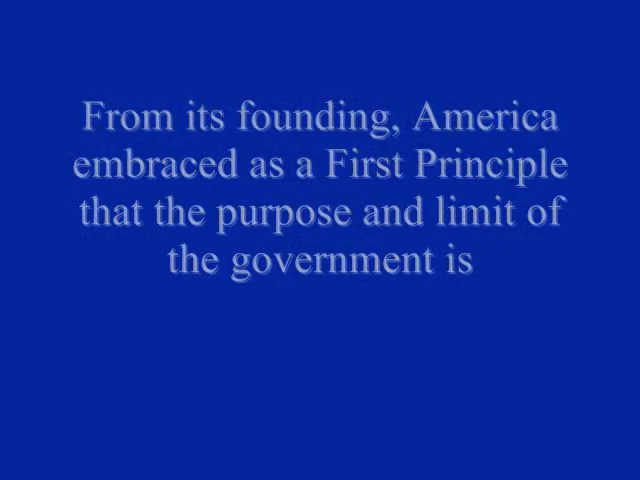 From its founding, America
embraced as a First Principle
that the purpose and limit of
the government is